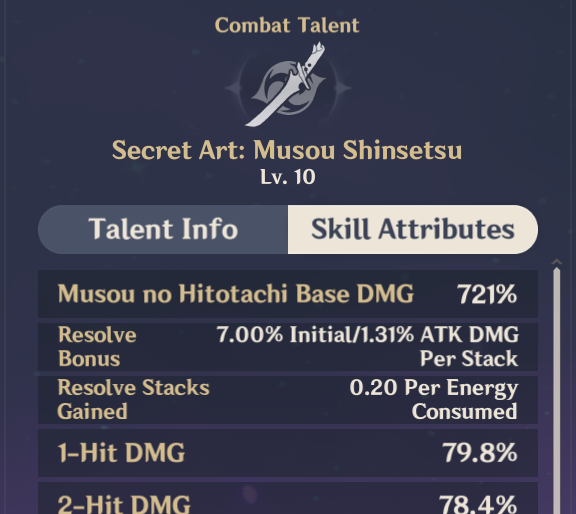 Combat Talent
Secret Art: Musou Shinsetsu
Lv. 10
Talent Info
Skill Attributes
Musou no Hitotachi Base DMG 721%
Resolve Bonus 7.00% Initial/1.31% ATK DMG Per Stack
Resolve Stacks Gained 0.20 Per Energy Consumed
1-Hit DMG 79.8%
2-Hit DMG 78.4%